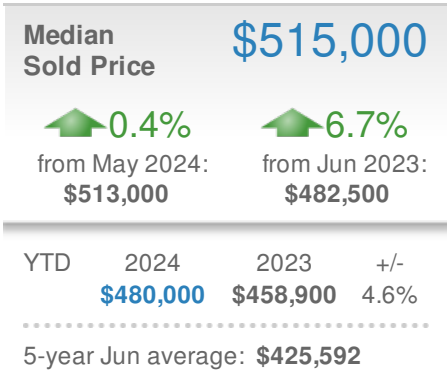 Median
Sold Price
$515,000
0.4%
6.7%
from May 2024:
from Jun 2023:
$513,000
$482,500
YTD 2024 2023 +/-
$480,000 $458,900 4.6%
5-year Jun average: $425,592